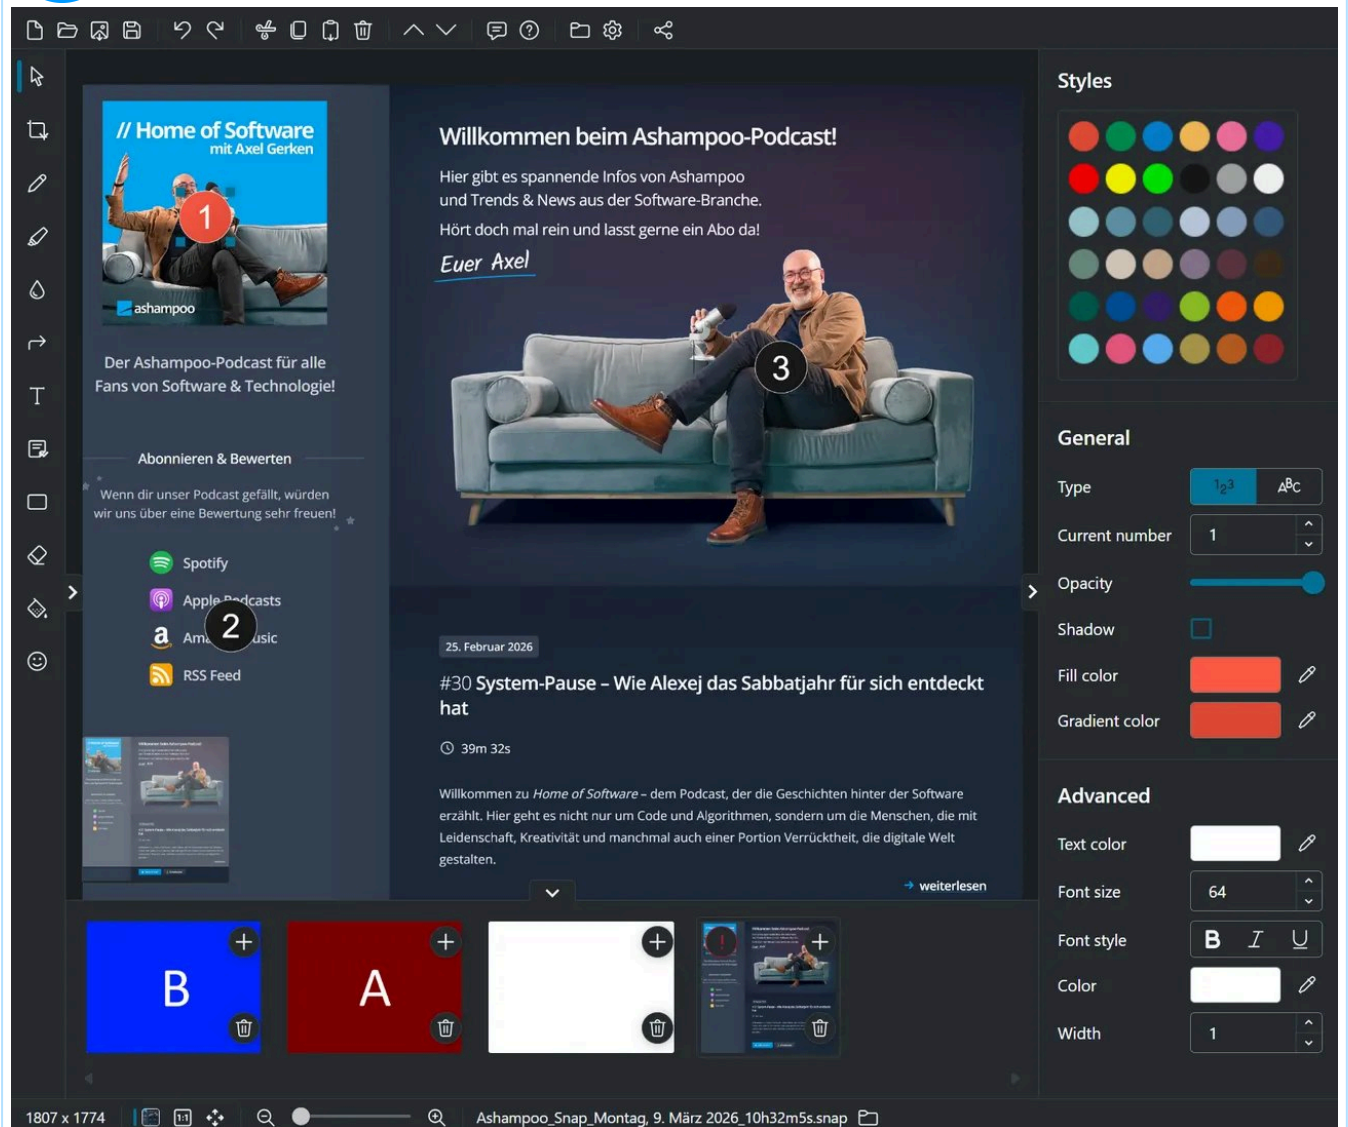 // Home of Software
mit Axel Gerken
1
ashampoo
Der Ashampoo-Podcast für alle
Fans von Software & Technologie!
Abonnieren & Bewerten
Wenn dir unser Podcast gefällt, würden
wir uns über eine Bewertung sehr freuen!
Spotify
Apple Podcasts
2
RSS Feed
Willkommen beim Ashampoo-Podcast!
Hier gibt es spannende Infos von Ashampoo
und Trends & News aus der Software-Branche.
Hört doch mal rein und lasst gerne ein Abo da!
Euer Axel
3
25. Februar 2026
#30 System-Pause – Wie Alexej das Sabbatjahr für sich entdeckt
hat
39m 32s
Willkommen zu Home of Software – dem Podcast, der die Geschichten hinter der Software
erzählt. Hier geht es nicht nur um Code und Algorithmen, sondern um die Menschen, die mit
Leidenschaft, Kreativität und manchmal auch einer Portion Verrücktheit, die digitale Welt
gestalten.
→ weiterlesen
B
A
Styles
General
Type 123 ABC
Current number 1
Opacity
Shadow
Fill color
Gradient color
Advanced
Text color
Font size 64
Font style B I U
Color
Width 1
1807 x 1774 1:1 Ashampoo_Snap_Montag, 9. März 2026_10h32m5s.snap